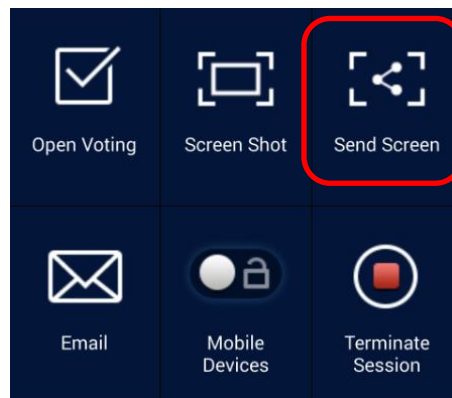 Open Voting
Screen Shot
Send Screen
Email
Mobile
Devices
Terminate
Session